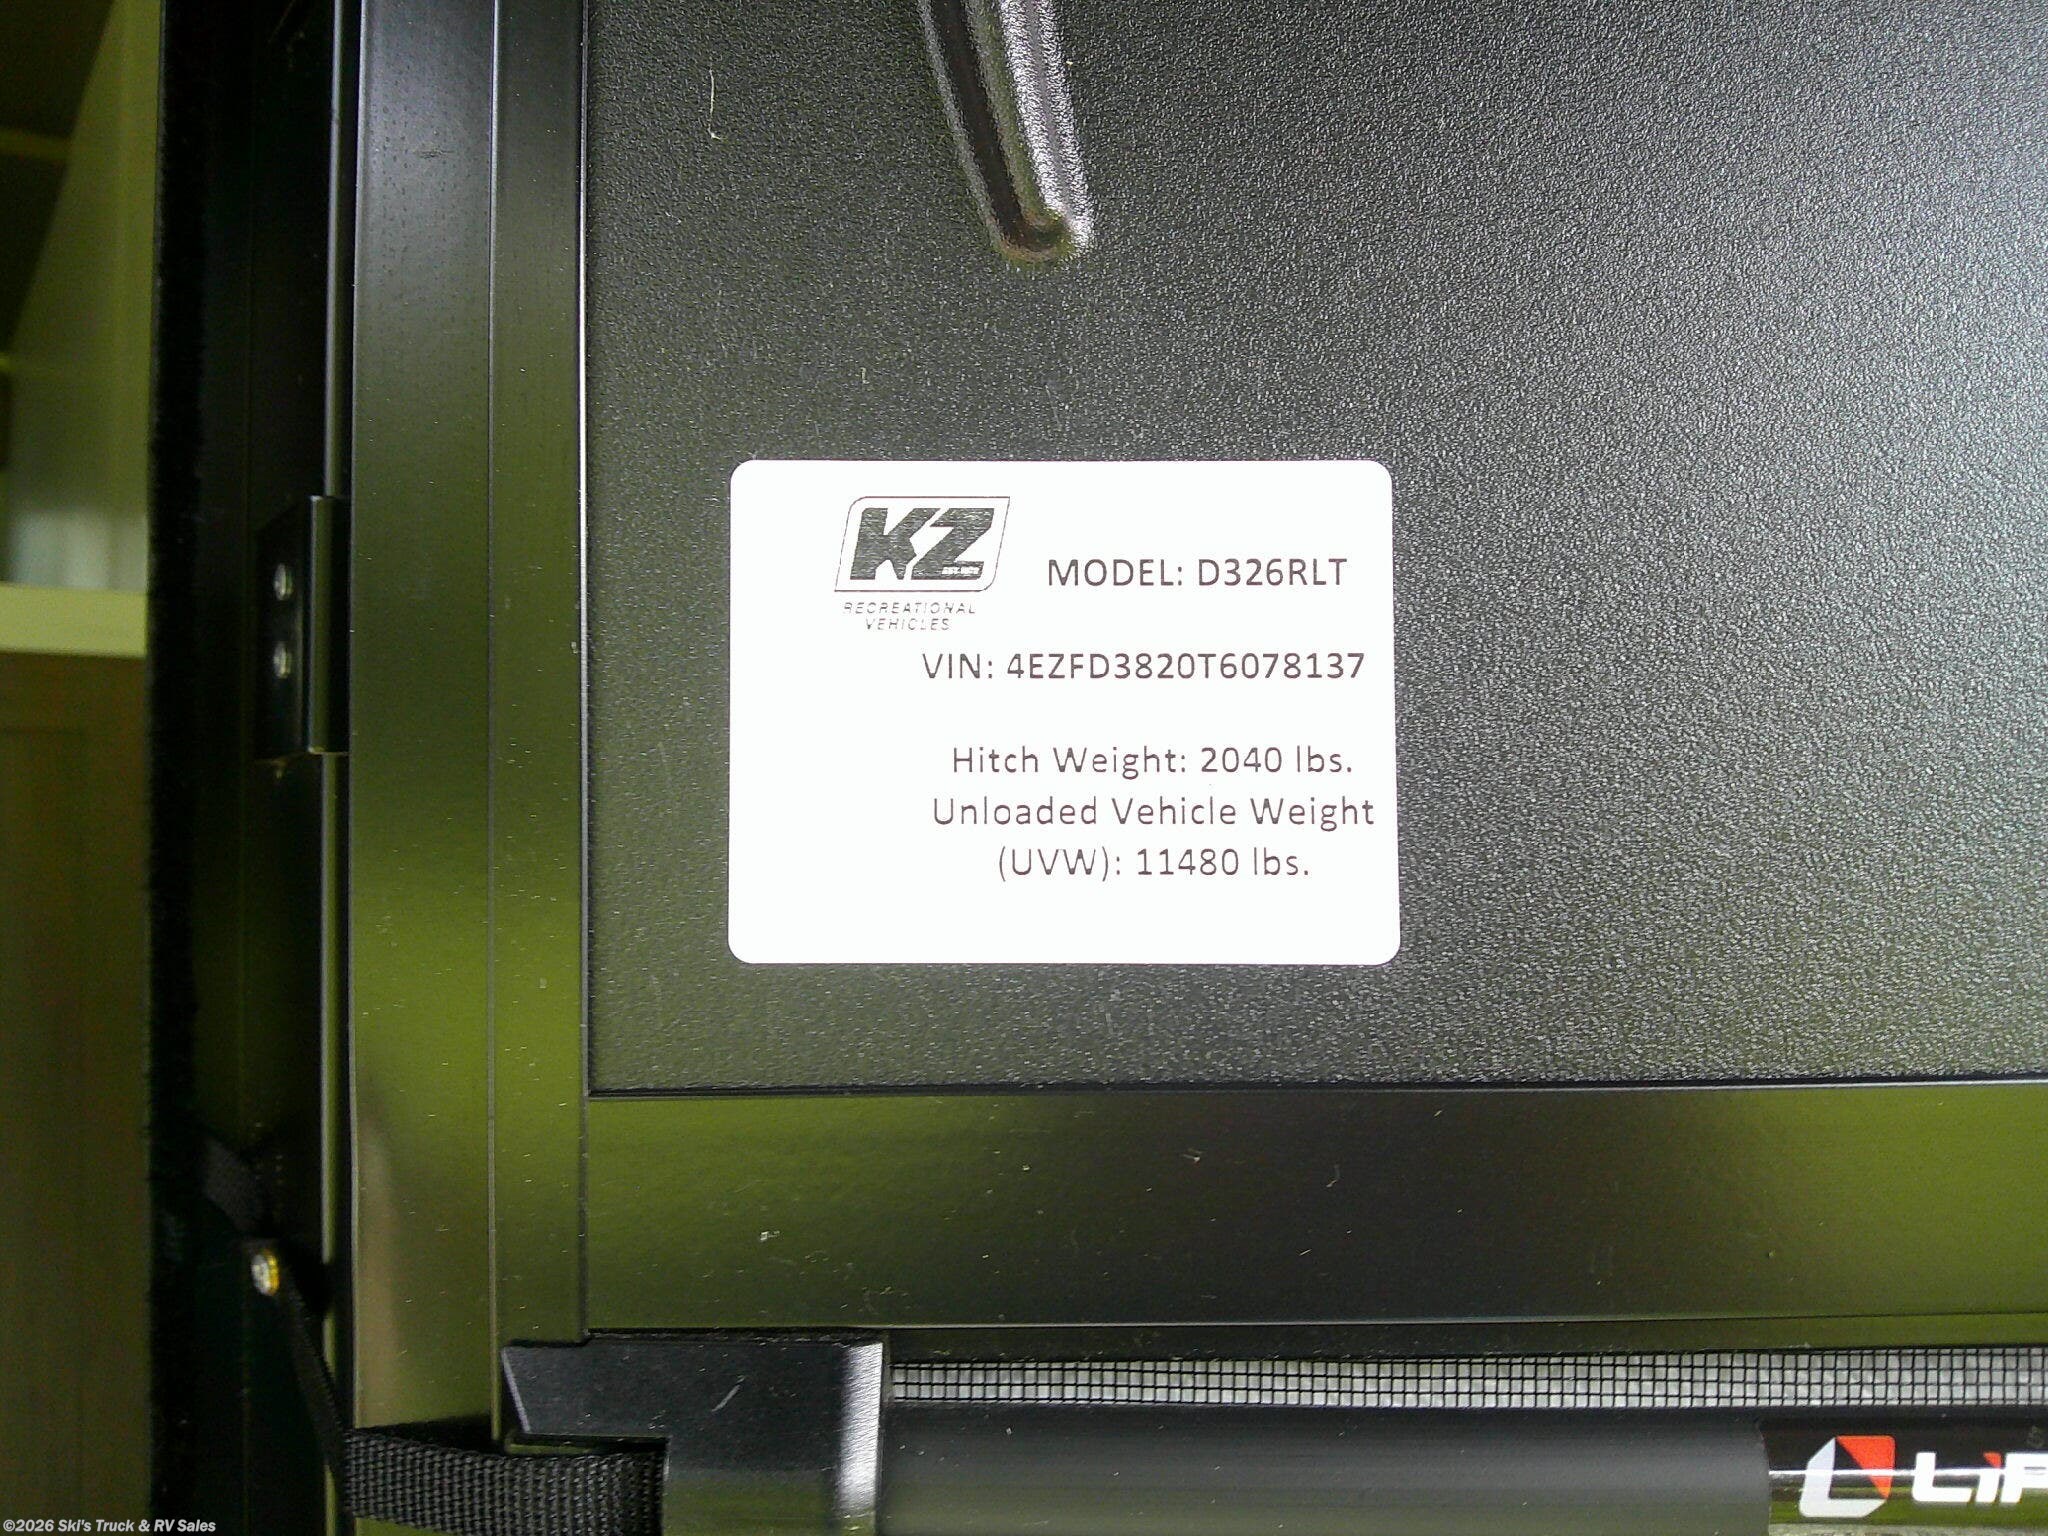 KZ
RECREATIONAL
VEHICLES
MODEL: D326RLT
VIN: 4EZFD3820T6078137
Hitch Weight: 2040 lbs.
Unloaded Vehicle Weight
(UVW): 11480 lbs.
LiP
©2026 Ski's Truck & RV Sales